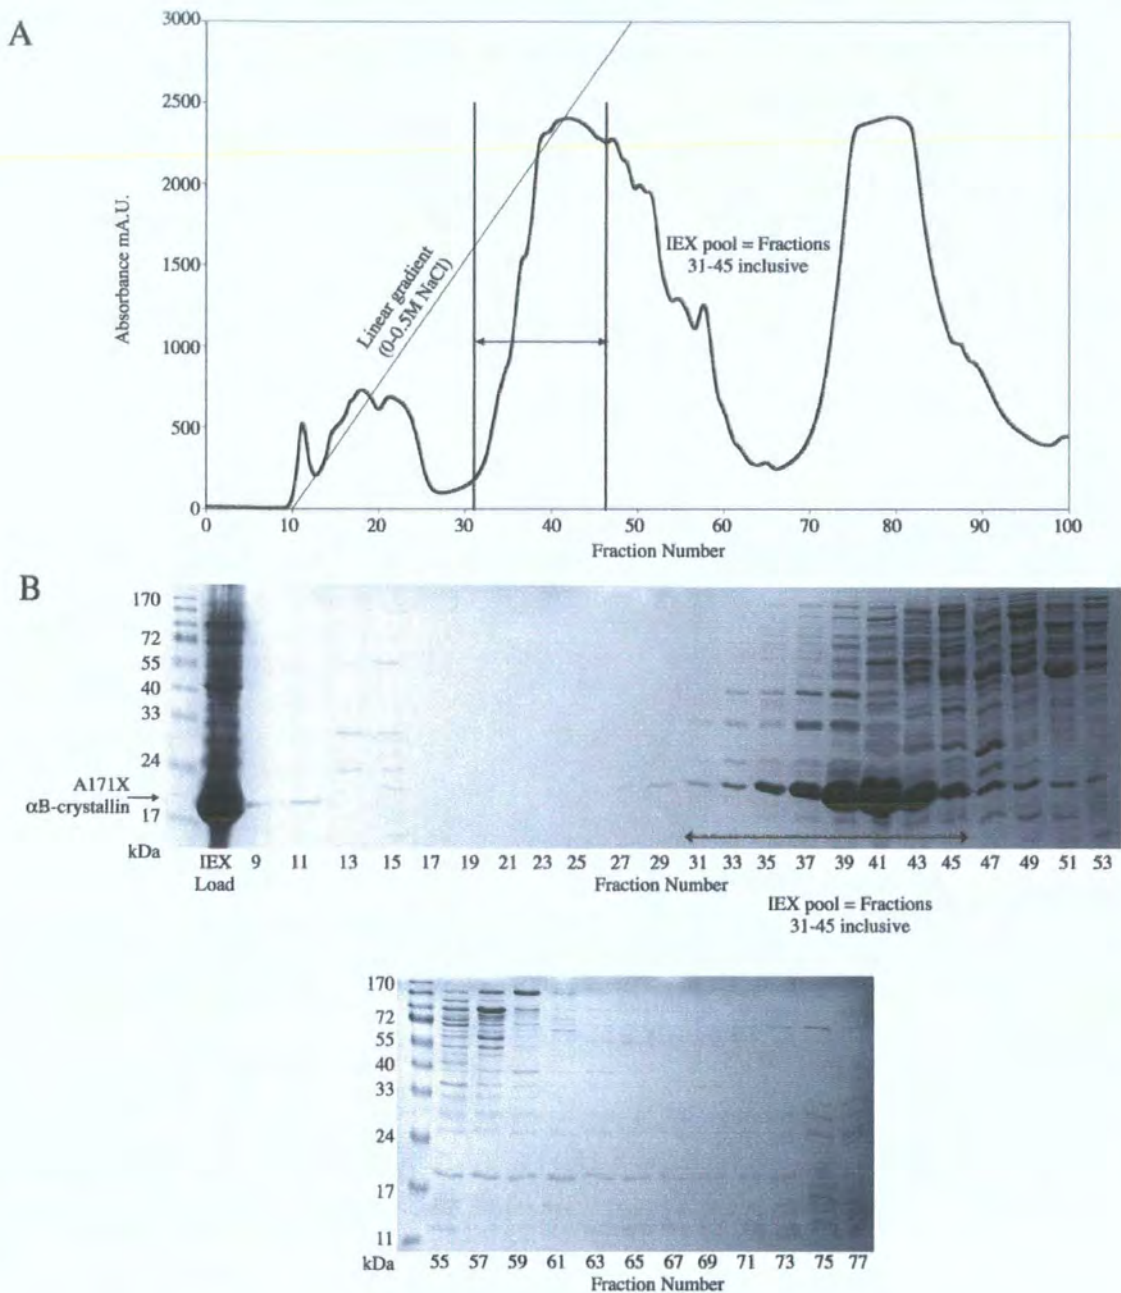 A
3000
2500
2000
1500
1000
500
0
Absorbance mA.U.
Linear gradient
(0-0.5M NaCl)
IEX pool = Fractions
31-45 inclusive
0 10 20 30 40 50 60 70 80 90 100
Fraction Number
B
170
72
55
40
33
24
A171X
αB-crystallin
17
kDa
IEX
Load
9 11 13 15 17 19 21 23 25 27 29 31 33 35 37 39 41 43 45 47 49 51 53
Fraction Number
IEX pool = Fractions
31-45 inclusive
170
72
55
40
33
24
17
11
kDa
55 57 59 61 63 65 67 69 71 73 75 77
Fraction Number